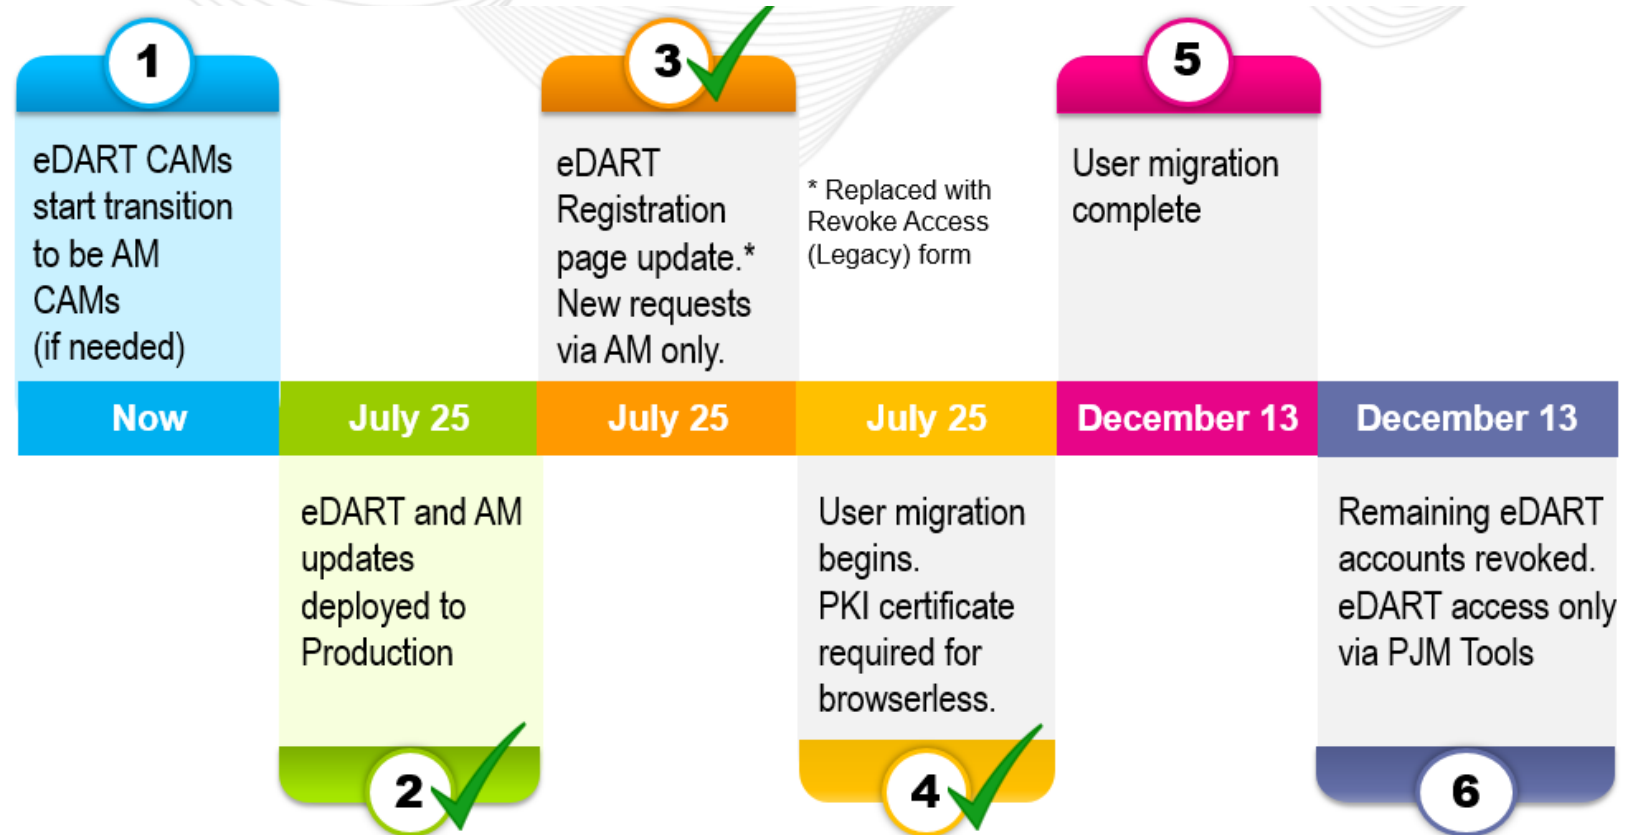 1
eDART CAMs
start transition
to be AM
CAMs
(if needed)
Now
July 25
eDART and AM
updates
deployed to
Production
2
3
eDART
Registration
page update.*
New requests
via AM only.
* Replaced with
Revoke Access
(Legacy) form
July 25
July 25
User migration
begins.
PKI certificate
required for
browserless.
4
5
User migration
complete
December 13
December 13
Remaining eDART
accounts revoked.
eDART access only
via PJM Tools
6